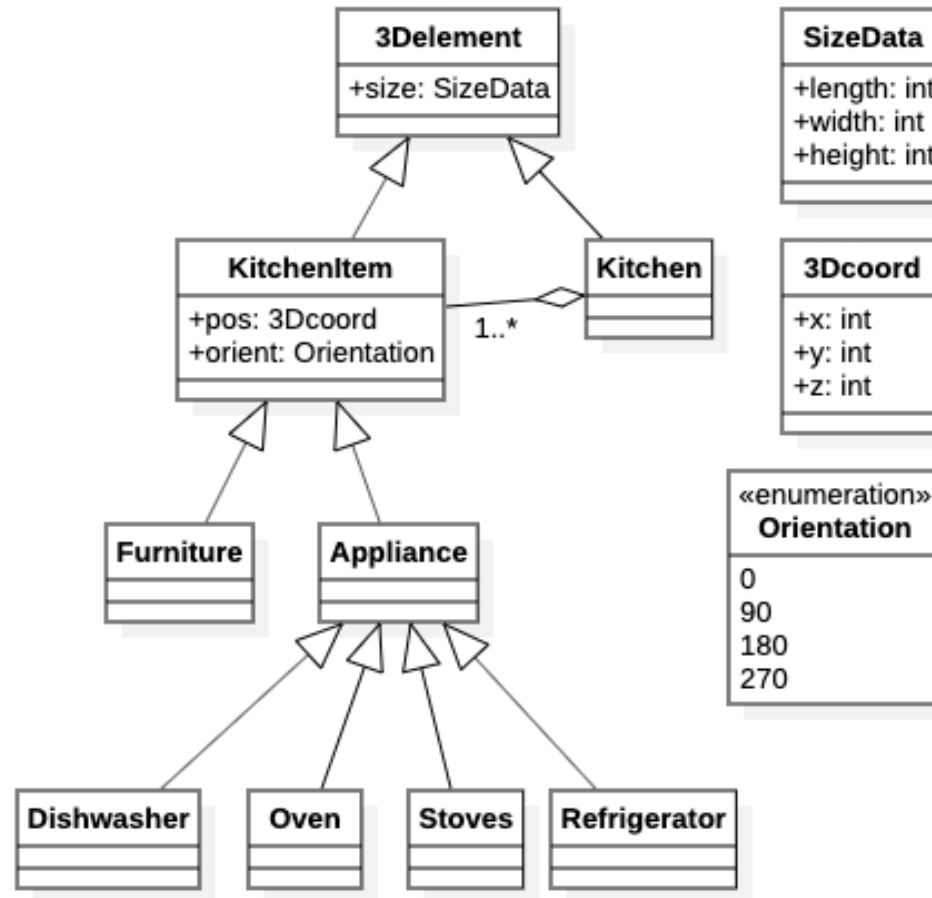 3Delement
+size: SizeData
SizeData
+length: int
+width: int
+height: int
KitchenItem
+pos: 3Dcoord
+orient: Orientation
1..*
Kitchen
3Dcoord
+x: int
+y: int
+z: int
«enumeration»
Orientation
0
90
180
270
Furniture
Appliance
Dishwasher
Oven
Stoves
Refrigerator